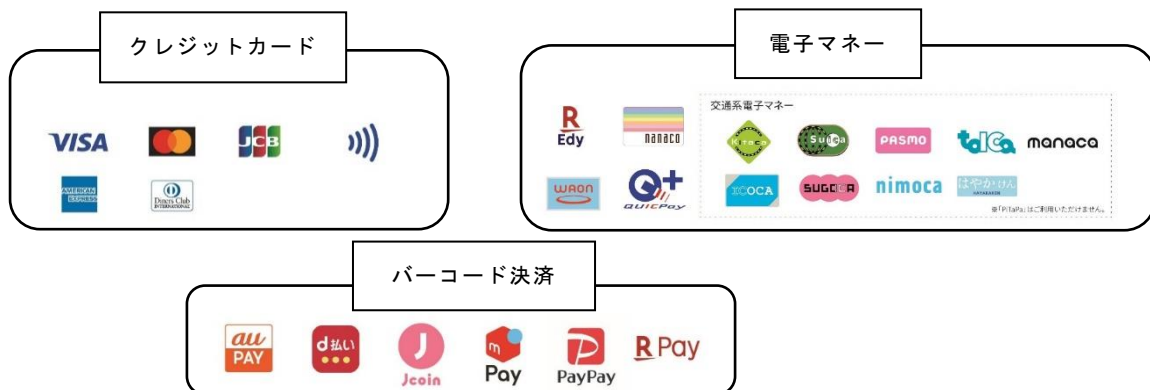 クレジットカード
VISA
JCB
AMERICAN
EXPRESS
Diners Club
INTERNATIONAL
電子マネー
R
Edy
nanaco
WAON
QUICPay
交通系電子マネー
Kitaca
Suica
PASMO
toICa
manaca
ICOCA
SUGOCA
nimoca
はやかけん
HAYAKAKEN
※「PiTaPa」はご利用いただけません。
バーコード決済
au
PAY
d払い
J
Jcoin
m
Pay
P
PayPay
R Pay